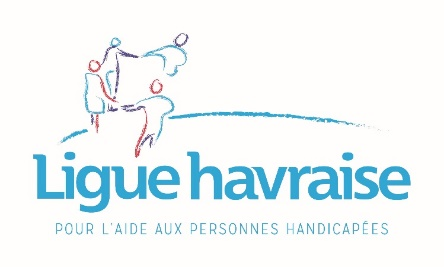 Ligue havraise
POUR L'AIDE AUX PERSONNES HANDICAPÉES